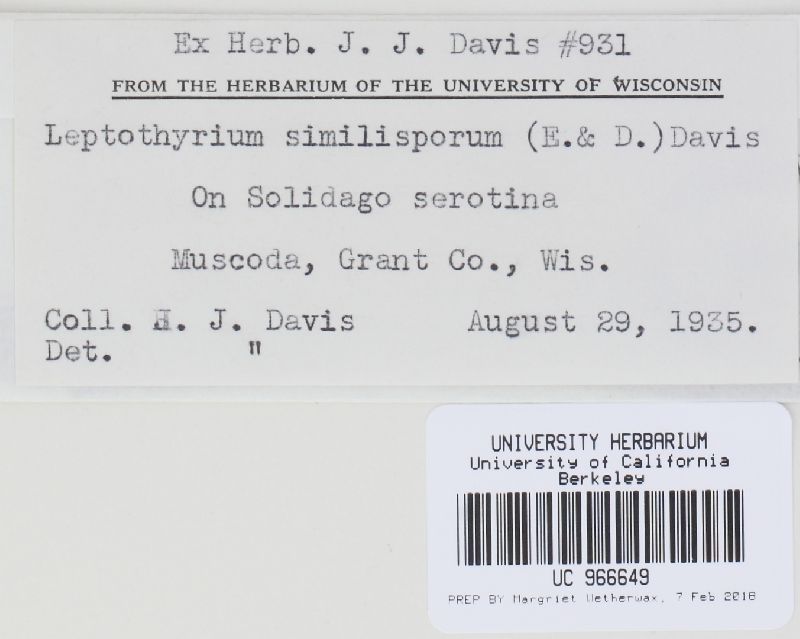 Ex Herb. J. J. Davis #931
FROM THE HERBARIUM OF THE UNIVERSITY OF WISCONSIN
Leptothyrium similisporum (E.& D.)Davis
On Solidago serotina
Muscoda, Grant Co., Wis.
Coll. H. J. Davis August 29, 1935.
Det. "
UNIVERSITY HERBARIUM
University of California
Berkeley
UC 966649
PREP BY Margriet Wetherwax, 7 Feb 2018